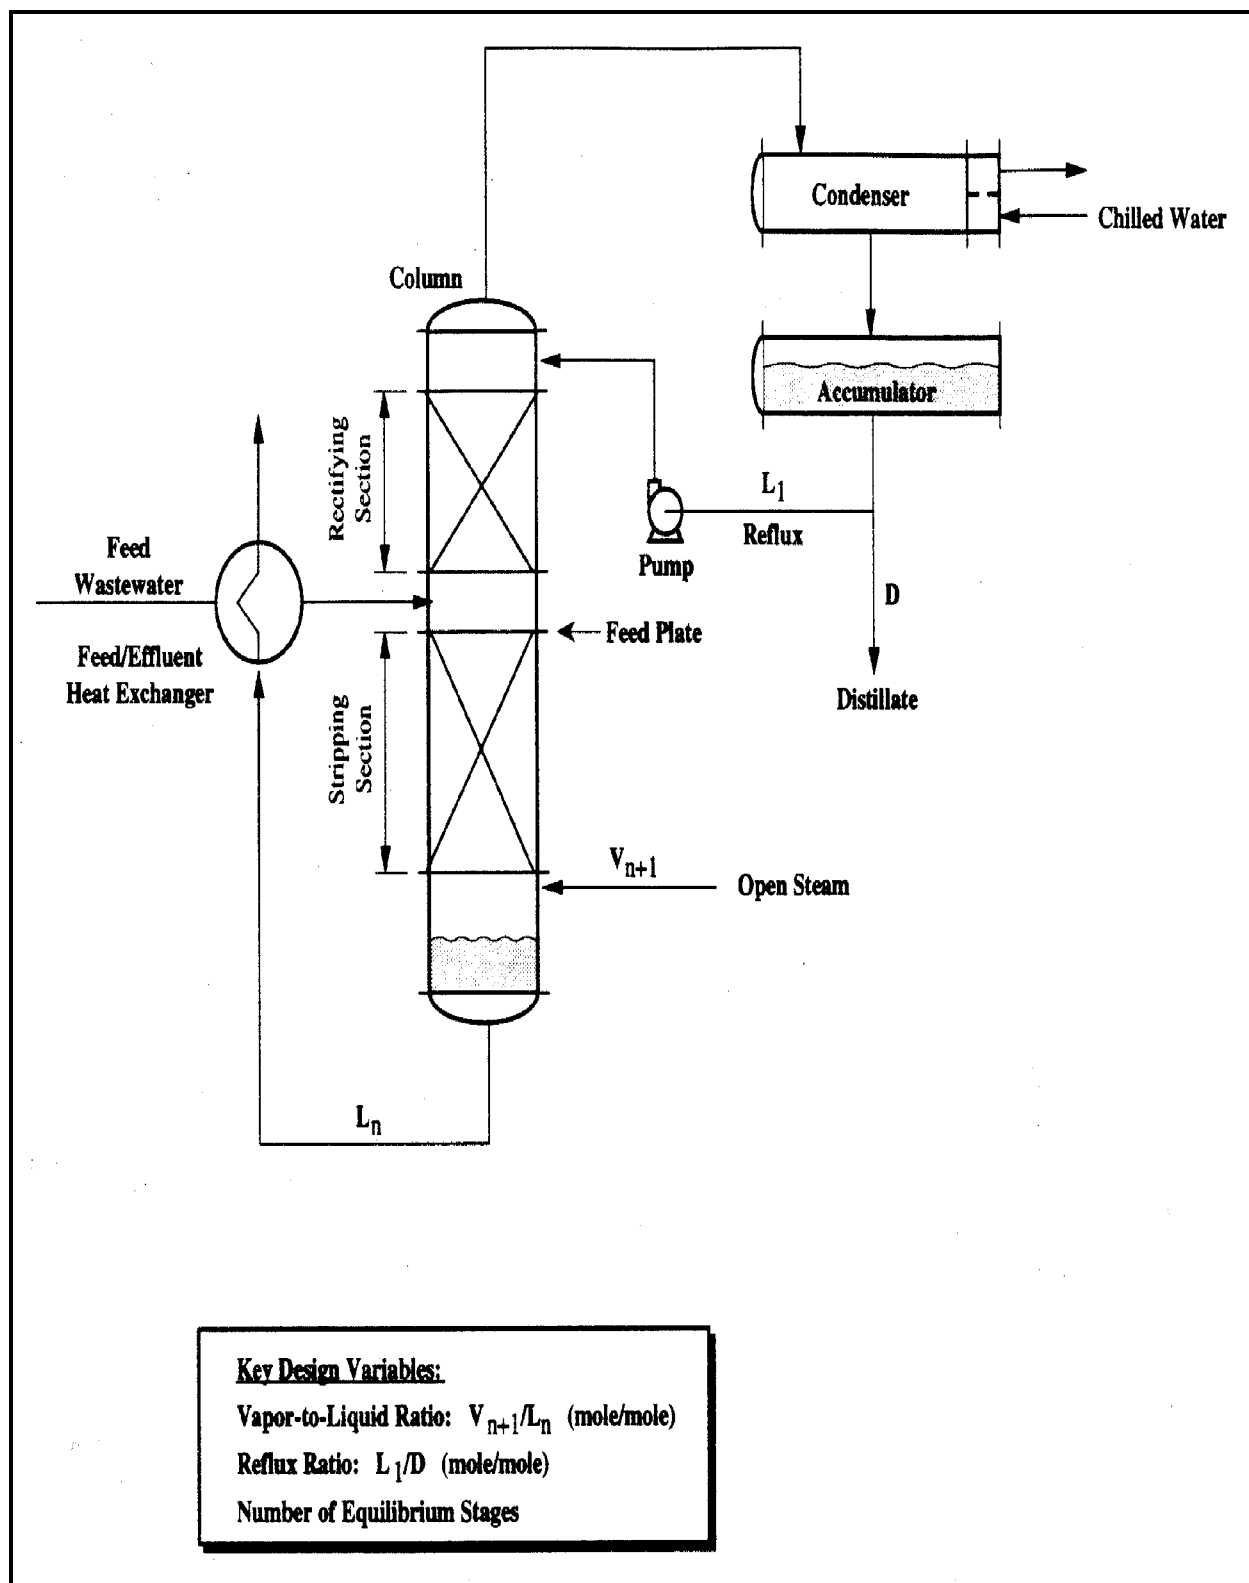 Condenser
Chilled Water
Column
Accumulator
Rectifying
Section
L1
Reflux
Pump
Feed
Wastewater
D
Feed Plate
Feed/Effluent
Heat Exchanger
Distillate
Stripping
Section
Vn+1
Open Steam
Ln
Key Design Variables:
Vapor-to-Liquid Ratio: Vn+1/Ln (mole/mole)
Reflux Ratio: L1/D (mole/mole)
Number of Equilibrium Stages